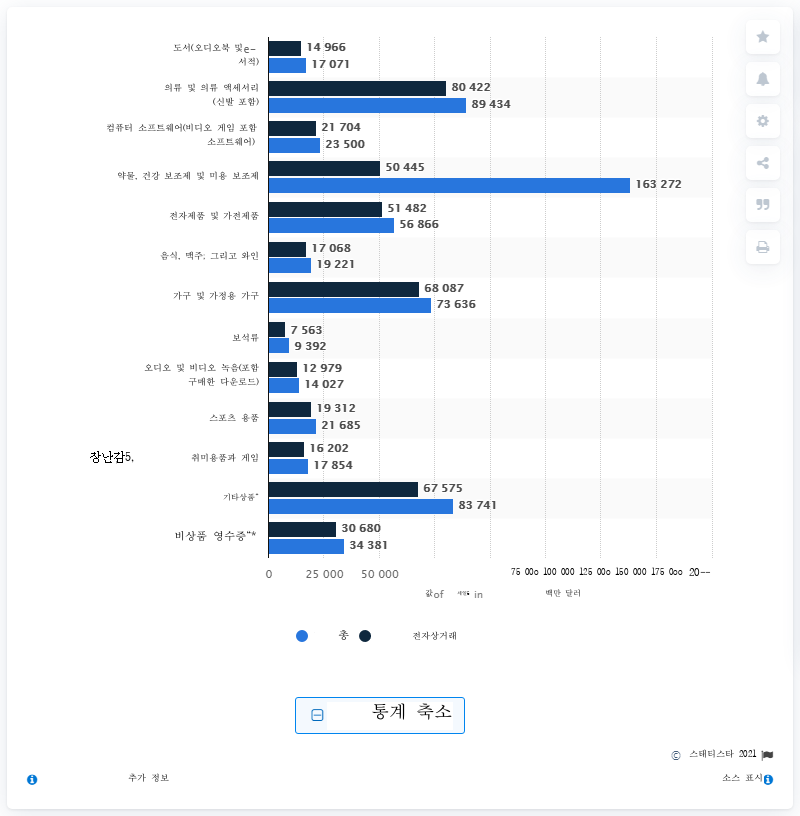 도서(오디오북 및e-
서적)
14 966
17 071
의류 및 의류 액세서리
(신발 포함)
80 422
89 434
컴퓨터 소프트웨어(비디오 게임 포함
소프트웨어)
21 704
23 500
약물, 건강 보조제 및 미용 보조제
50 445
163 272
전자제품 및 가전제품
51 482
56 866
음식, 맥주; 그리고 와인
17 068
19 221
가구 및 가정용 가구
68 087
73 636
보석류
7 563
9 392
오디오 및 비디오 녹음(포함
구매한 다운로드)
12 979
14 027
스포츠 용품
19 312
21 685
장난감5, 취미용품과 게임
16 202
17 854
기타상품*
67 575
83 741
비상품 영수증**
30 680
34 381
0 25 000 50 000 75 00o 100 000 125 00o 150 000 175 0oo 20--
값of in 백만 달러
총 전자상거래
통계 축소
© 스태티스타 2021
추가 정보 소스 표시